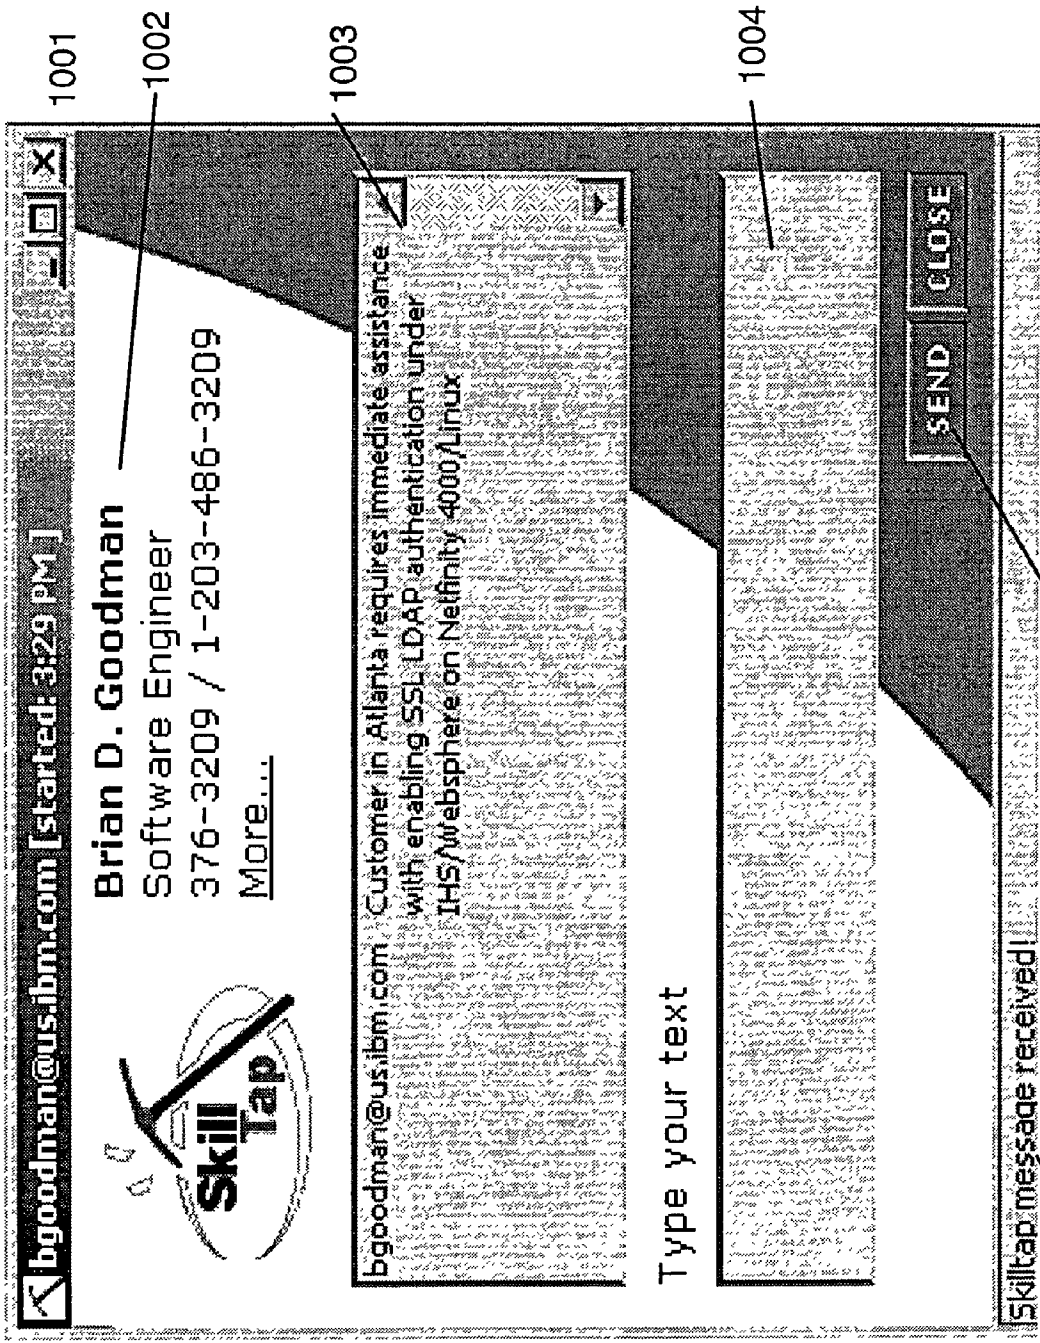 bgoodman@us.ibm.com [started: 3:29 PM ]
1001
Skill
Tap
Brian D. Goodman
1002
Software Engineer
376-3209 / 1-203-486-3209
More...
1003
bgoodman@us.ibm.com Customer in Atlanta requires immediate assistance
with enabling SSL LDAP authentication under
IHS/Websphere on Netfinity 4000/Linux
Type your text
1004
SEND CLOSE
Skilltap message received!